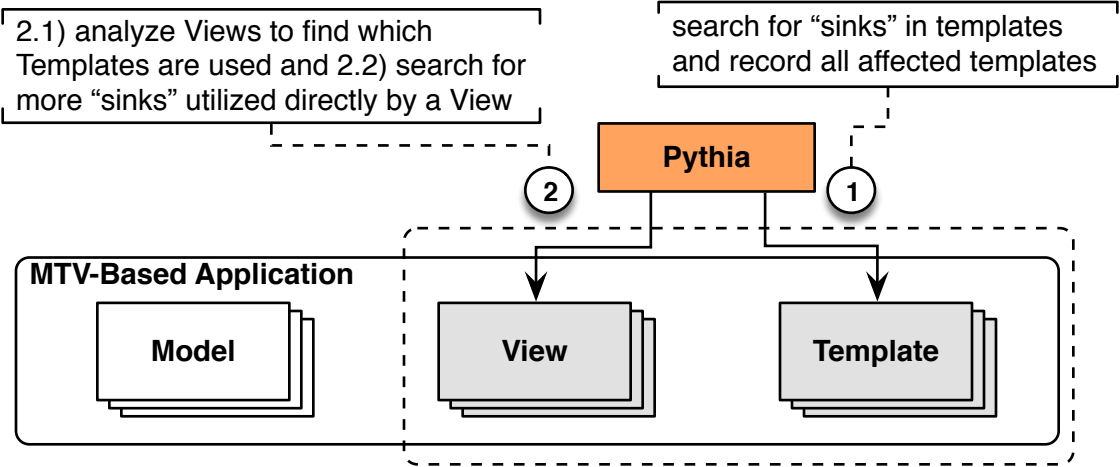 2.1) analyze Views to find which
Templates are used and 2.2) search for
more “sinks” utilized directly by a View
search for “sinks” in templates
and record all affected templates
Pythia
2
1
MTV-Based Application
Model
View
Template